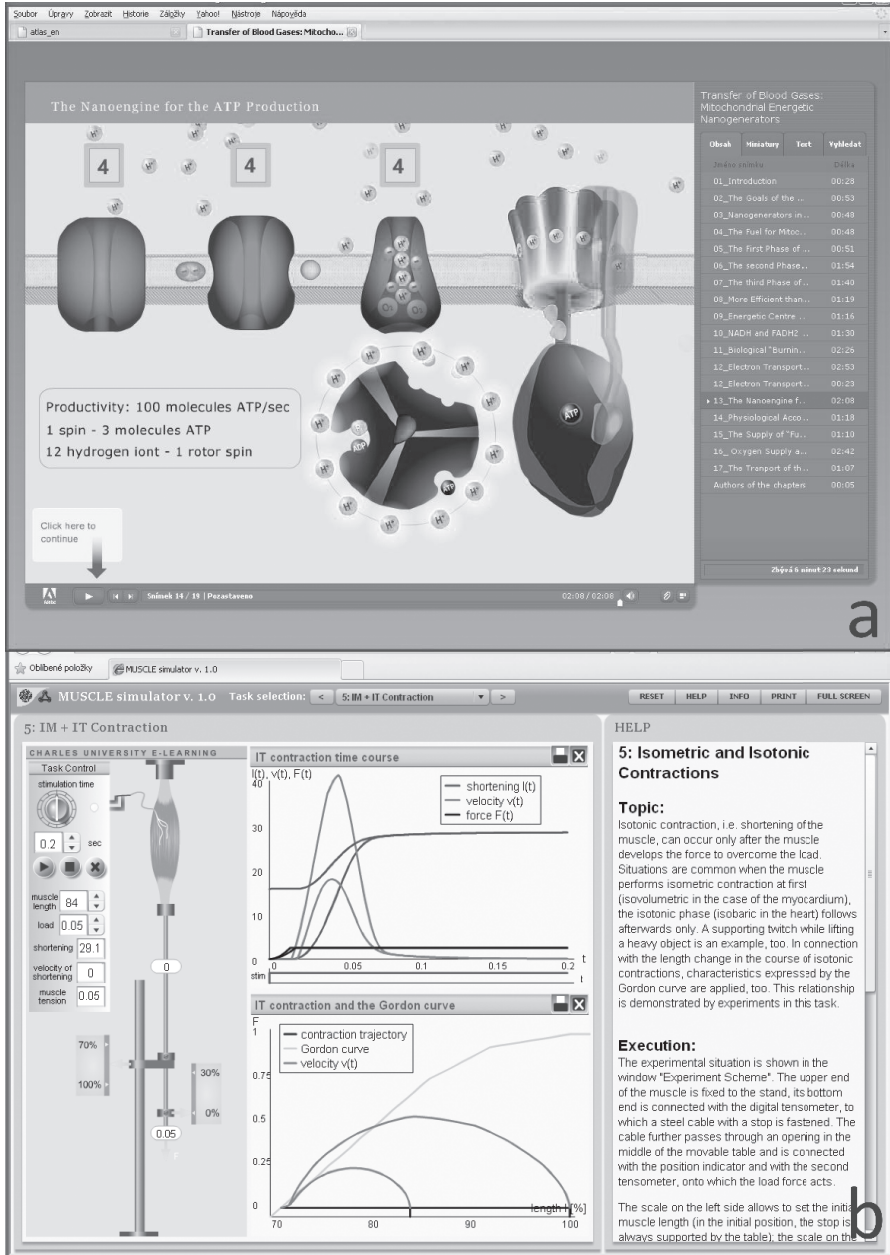 Soubor Úpravy Zobrazit Historie Záložky Yahoo! Nástroje Nápověda
atlas_en
Transfer of Blood Gases: Mitocho...
The Nanoengine for the ATP Production
4
4
4
Productivity: 100 molecules ATP/sec
1 spin - 3 molecules ATP
12 hydrogen iont - 1 rotor spin
ADP
ATP
ATP
Click here to
continue
Snímek 14 / 19 | Pozastaveno
02:08 / 02:08
Transfer of Blood Gases:
Mitochondrial Energetic
Nanogenerators
Obsah Miniatury Text Vyhledat
Jméno snímku Délka
01_Introduction 00:28
02_The Goals of the ... 00:53
03_Nanogenerators in... 00:48
04_The Fuel for Mitoc... 00:48
05_The First Phase of ... 00:51
06_The second Phase... 01:54
07_The third Phase of... 01:40
08_More Efficient than... 01:19
09_Energetic Centre ... 01:16
10_NADH and FADH2 ... 01:30
11_Biological "Burnin... 02:26
12_Electron Transport... 02:53
12_Electron Transport... 00:23
13_The Nanoengine f... 02:08
14_Physiological Acco... 01:18
15_The Supply of "Fu... 01:10
16_ Oxygen Supply a... 02:42
17_The Tranport of th... 01:07
Authors of the chapters 00:05
Zbývá 6 minut 29 sekund
a
Oblíbené položky
MUSCLE simulator v. 1.0
MUSCLE simulator v. 1.0 Task selection: < 5: IM + IT Contraction >
RESET HELP INFO PRINT FULL SCREEN
5: IM + IT Contraction
CHARLES UNIVERSITY E-LEARNING
Task Control
stimulation time
0.2 sec
muscle
length 84
load 0.05
shortening 29.1
velocity of
shortening 0
muscle
tension 0.05
0
70%
100%
30%
0%
0.05
IT contraction time course
l(t), v(t), F(t)
40
30
20
10
0
shortening l(t)
velocity v(t)
force F(t)
0 0.05 0.1 0.15 0.2
t
stim
t
IT contraction and the Gordon curve
F
1
0.75
0.5
0.25
0
contraction trajectory
Gordon curve
velocity v(t)
length l [%]
70 80 90 100
HELP
5: Isometric and Isotonic
Contractions
Topic:
Isotonic contraction, i.e. shortening of the
muscle, can occur only after the muscle
develops the force to overcome the load.
Situations are common when the muscle
performs isometric contraction at first
(isovolumetric in the case of the myocardium),
the isotonic phase (isobaric in the heart) follows
afterwards only. A supporting twitch while lifting
a heavy object is an example, too. In connection
with the length change in the course of isotonic
contractions, characteristics expressed by the
Gordon curve are applied, too. This relationship
is demonstrated by experiments in this task.
Execution:
The experimental situation is shown in the
window "Experiment Scheme". The upper end
of the muscle is fixed to the stand, its bottom
end is connected with the digital tensometer, to
which a steel cable with a stop is fastened. The
cable further passes through an opening in the
middle of the movable table and is connected
with the position indicator and with the second
tensometer, onto which the load force acts.
The scale on the left side allows to set the initial
muscle length (in the initial position, the stop is
always supported by the table); the scale on the
b